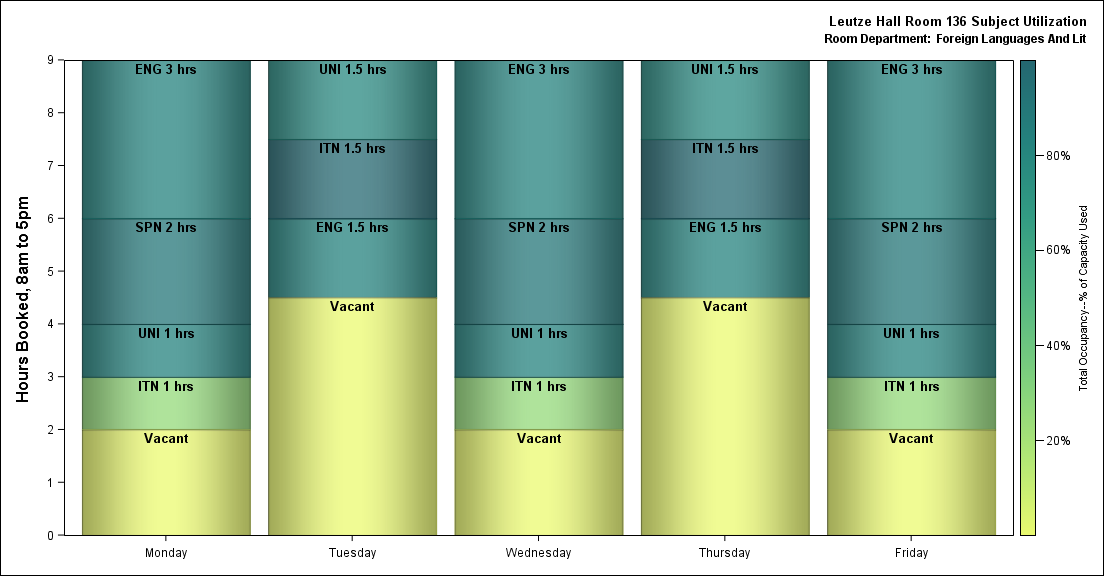 Leutze Hall Room 136 Subject Utilization
Room Department: Foreign Languages And Lit
Hours Booked, 8am to 5pm
9
8
7
6
5
4
3
2
1
0
ENG 3 hrs
SPN 2 hrs
UNI 1 hrs
ITN 1 hrs
Vacant
UNI 1.5 hrs
ITN 1.5 hrs
ENG 1.5 hrs
Vacant
ENG 3 hrs
SPN 2 hrs
UNI 1 hrs
ITN 1 hrs
Vacant
UNI 1.5 hrs
ITN 1.5 hrs
ENG 1.5 hrs
Vacant
ENG 3 hrs
SPN 2 hrs
UNI 1 hrs
ITN 1 hrs
Vacant
Monday
Tuesday
Wednesday
Thursday
Friday
80%
60%
40%
20%
Total Occupancy--% of Capacity Used